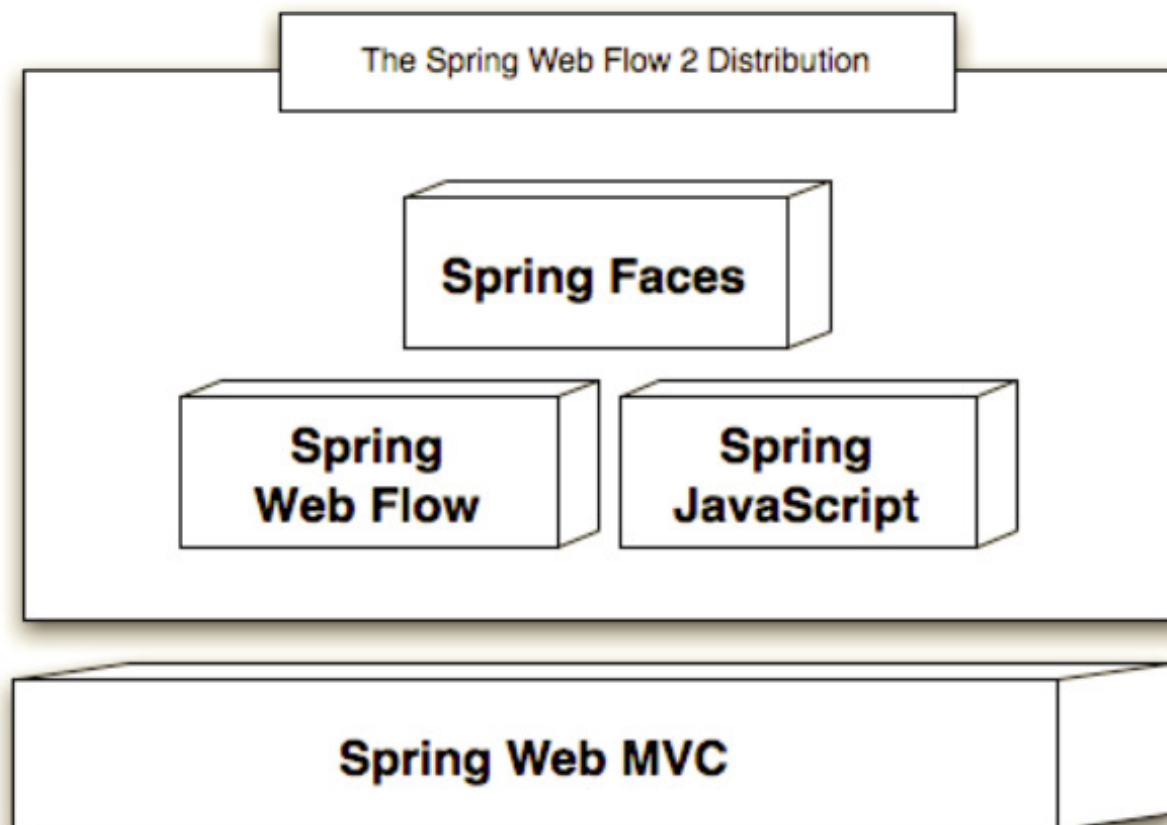 The Spring Web Flow 2 Distribution
Spring Faces
Spring
Web Flow
Spring
JavaScript
Spring Web MVC